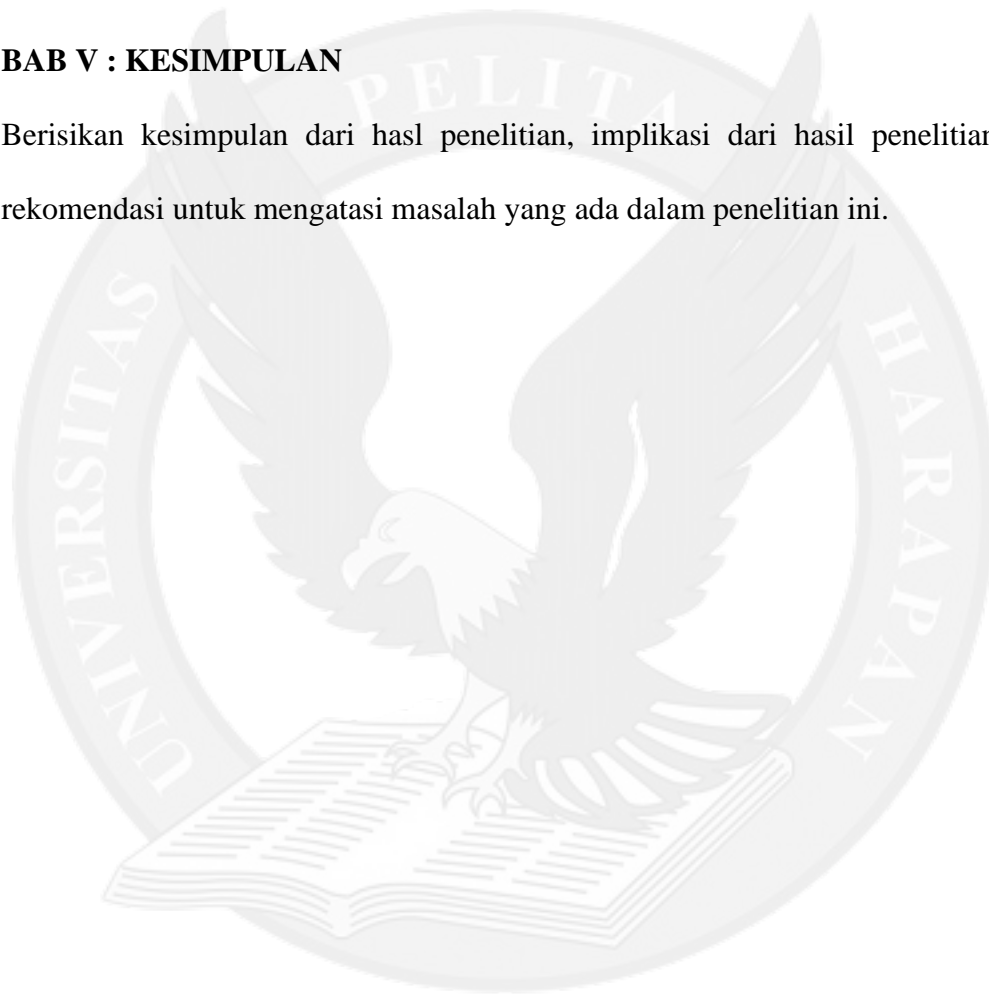 BAB V : KESIMPULAN
Berisikan kesimpulan dari hasl penelitian, implikasi dari hasil penelitian
rekomendasi untuk mengatasi masalah yang ada dalam penelitian ini.
UNIVERSITAS PELITA HARAPAN